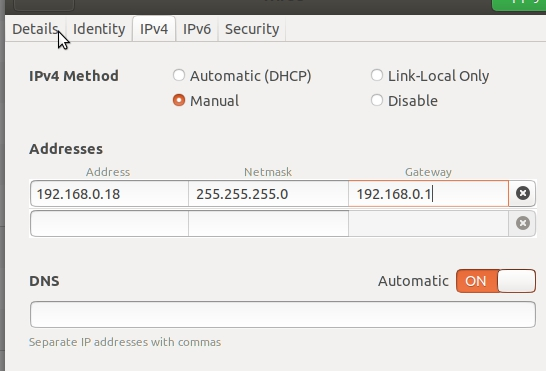 Details Identity IPv4 IPv6 Security
IPv4 Method Automatic (DHCP) Link-Local Only
Manual Disable
Addresses
Address Netmask Gateway
192.168.0.18 255.255.255.0 192.168.0.1
DNS Automatic ON
Separate IP addresses with commas